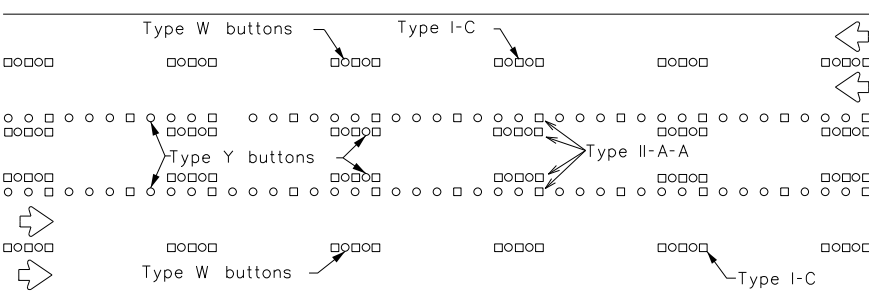 Type W buttons
Type I-C
Type Y buttons
Type II-A-A
Type W buttons
Type I-C